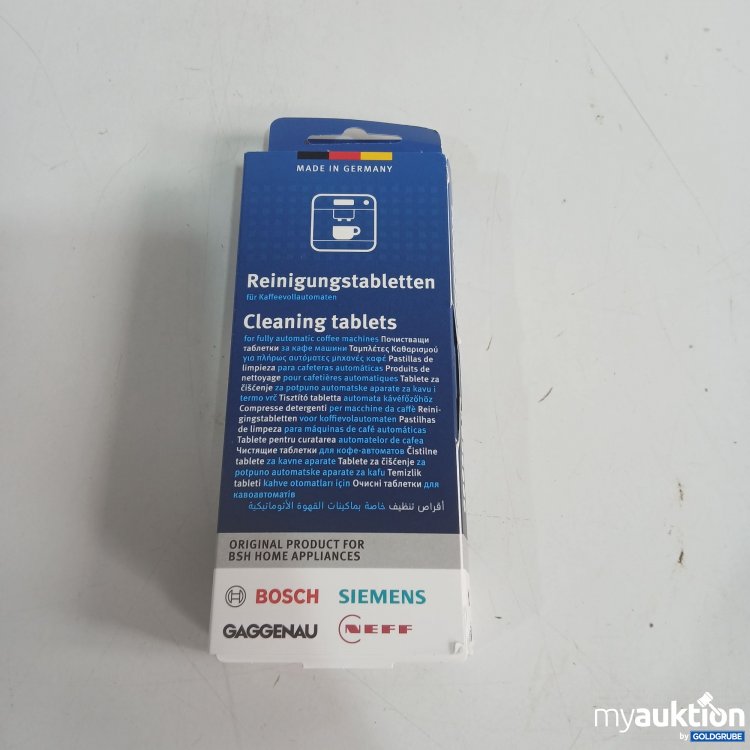 MADE IN GERMANY
Reinigungstabletten
für Kaffeevollautomaten
Cleaning tablets
for fully automatic coffee machines Почистващи
таблетки за кафе машини Ταμπλέτες Καθαρισμού
για πλήρως αυτόματες μηχανές καφέ Pastillas de
limpieza para cafeteras automáticas Produits de
nettoyage pour cafetières automatiques Tablete za
čišćenje za potpuno automatske aparate za kavu i
termo vrč Tisztító tabletta automata kávéfőzőhöz
Compresse detergenti per macchine da caffè Reini-
gingstabletten voor koffievolautomaten Pastilhas
de limpeza para máquinas de café automáticas
Tablete pentru curatarea automatelor de cafea
Чистящие таблетки для кофе-автоматов Čistilne
tablete za kavne aparate Tablete za čišćenje za
potpuno automatske aparate za kafu Temizlik
tableti kahve otomatları için Очисні таблетки для
кавоавтоматів
أقراص تنظيف خاصة بماكينات القهوة الأتوماتيكية
ORIGINAL PRODUCT FOR
BSH HOME APPLIANCES
BOSCH SIEMENS
GAGGENAU NEFF
myauktion
by GOLDGRUBE